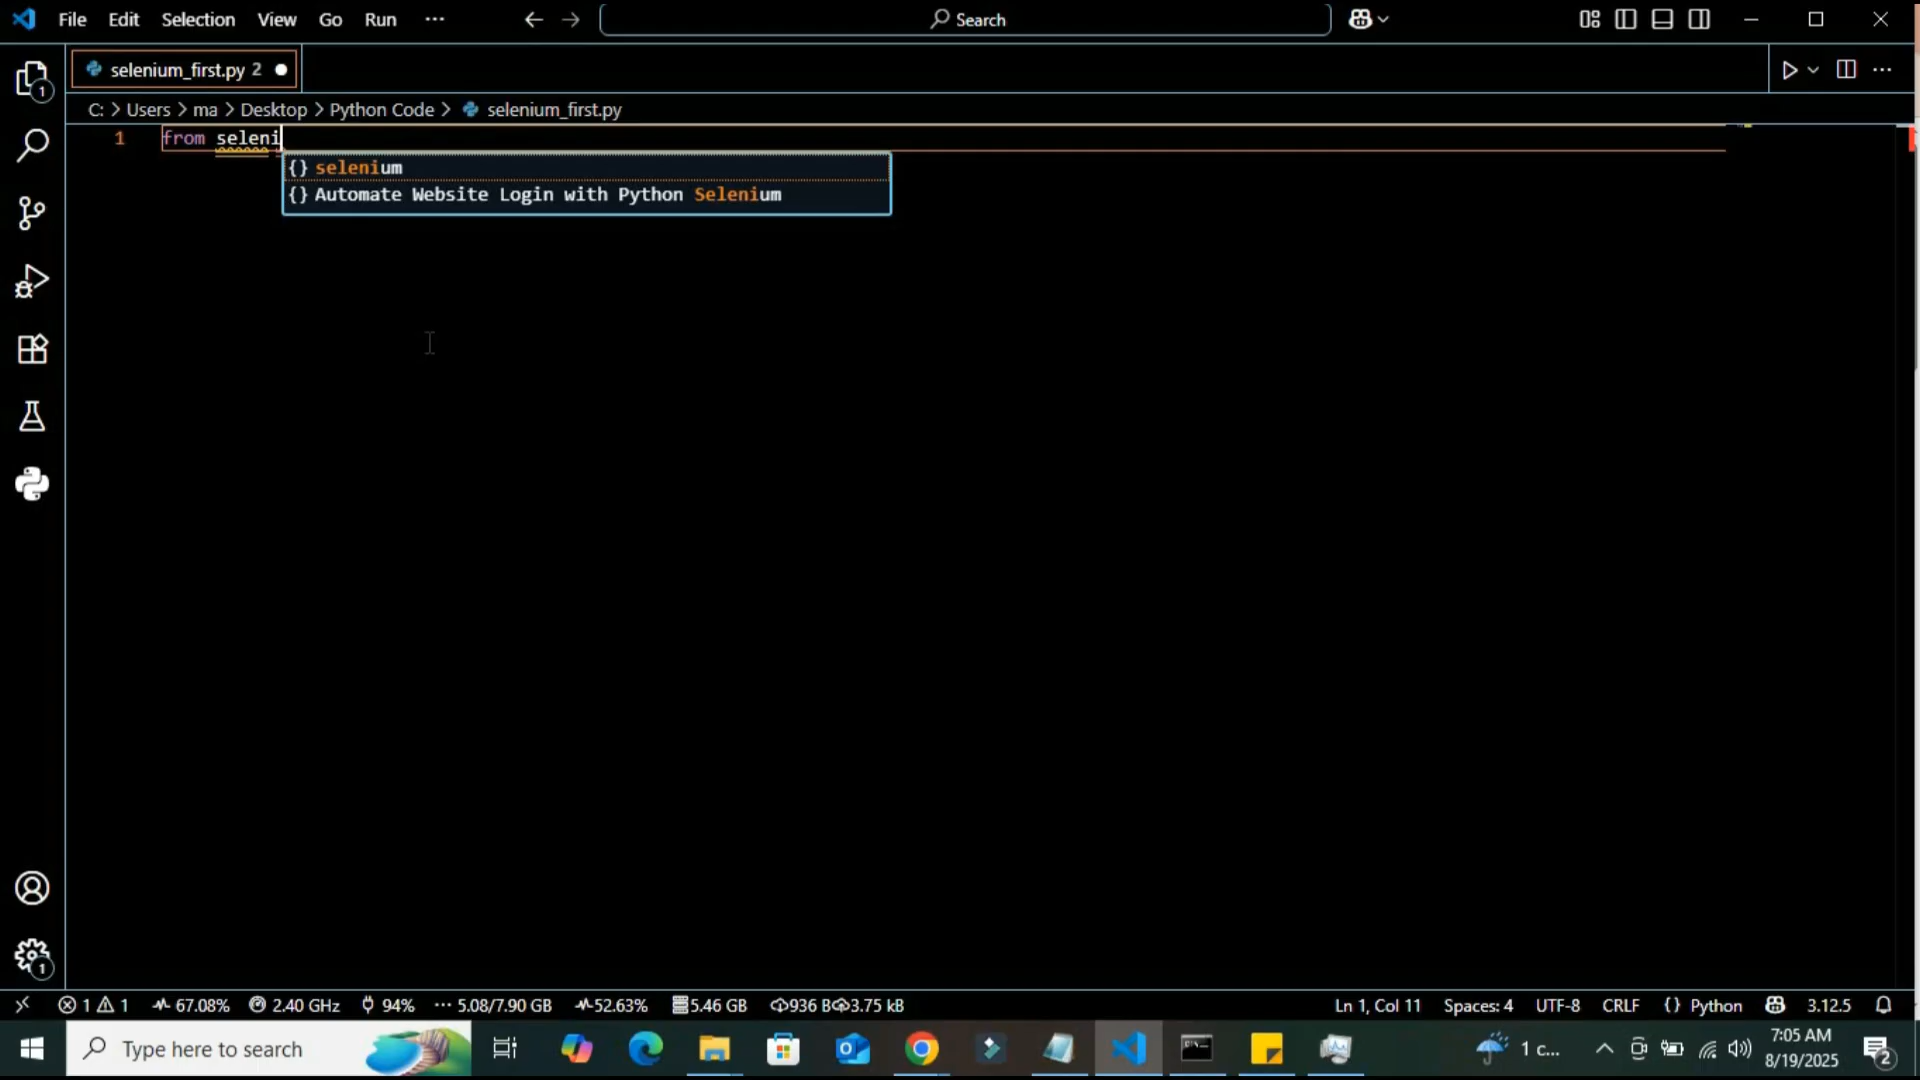 File Edit Selection View Go Run ··· Search
selenium_first.py 2
C: > Users > ma > Desktop > Python Code > selenium_first.py
1 from seleni
{} selenium
{} Automate Website Login with Python Selenium
1
1
1 1 67.08% 2.40 GHz 94% ··· 5.08/7.90 GB 52.63% 5.46 GB 936 B 3.75 kB Ln 1, Col 11 Spaces: 4 UTF-8 CRLF {} Python 3.12.5
Type here to search 1 c... 7:05 AM
8/19/2025 2